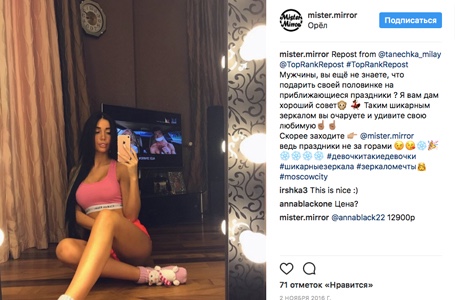 Mister Mirror
mister.mirror
Орёл
Подписаться
mister.mirror Repost from @tanechka_milay
@TopRankRepost #TopRankRepost
Мужчины, вы ещё не знаете, что
подарить своей половинке на
приближающиеся праздники ? Я вам дам
хороший совет👶🏼 💃 Таким шикарным
зеркалом вы очаруете и удивите свою
любимую☝🏽☝🏽
Скорее заходите 👉🏼 @mister.mirror
ведь праздники не за горами 😉😘❄️🎉
❄️❄️❄️❄️ #девочкитакиедевочки
#шикарныезеркала #зеркаломечты👸
#moscowcity
irshka3 This is nice :)
annablackone Цена?
mister.mirror @annablack22 12900р
71 отметок «Нравится»
2 НОЯБРЯ 2016 Г.